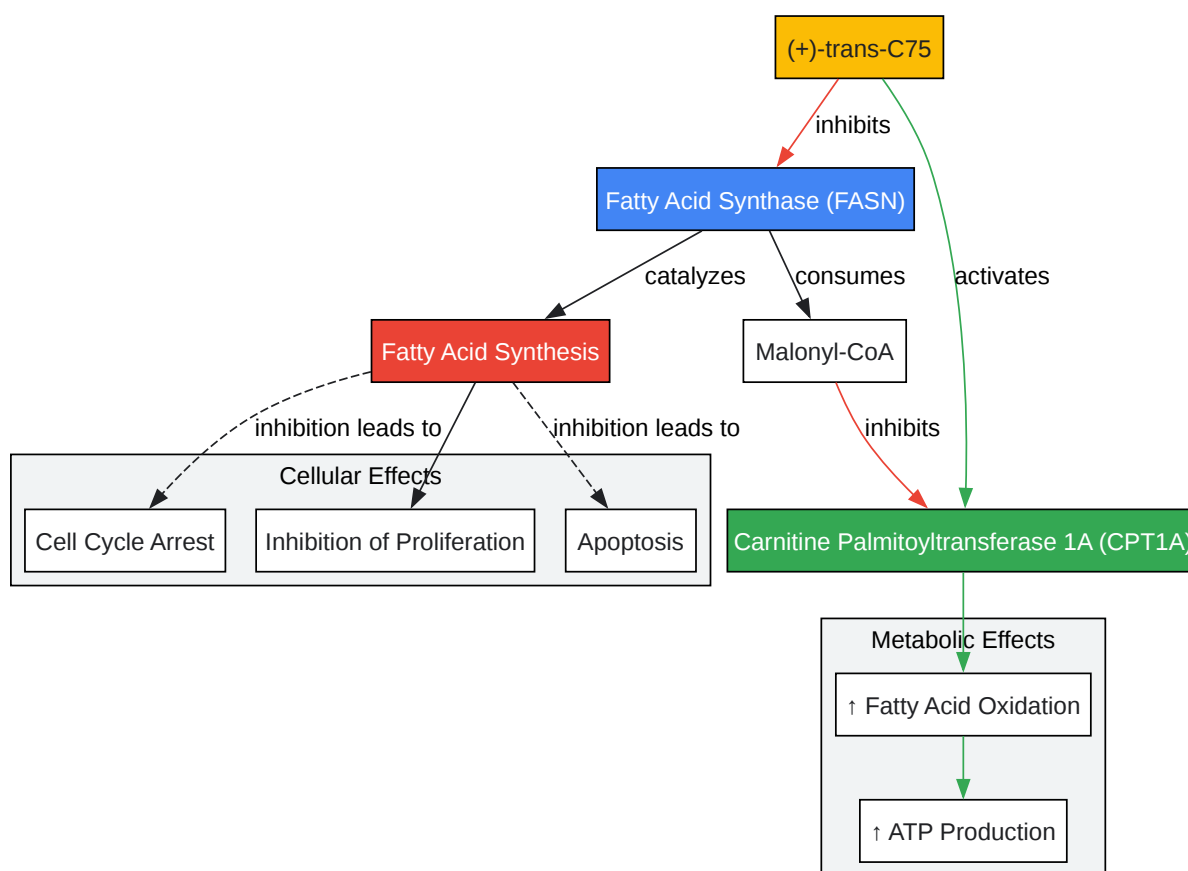 (+)-trans-C75
inhibits
Fatty Acid Synthase (FASN)
catalyzes
consumes
activates
Fatty Acid Synthesis
Malonyl-CoA
inhibition leads to
inhibition leads to
inhibits
Cellular Effects
Cell Cycle Arrest
Inhibition of Proliferation
Apoptosis
Carnitine Palmitoyltransferase 1A (CPT1A)
Metabolic Effects
↑ Fatty Acid Oxidation
↑ ATP Production